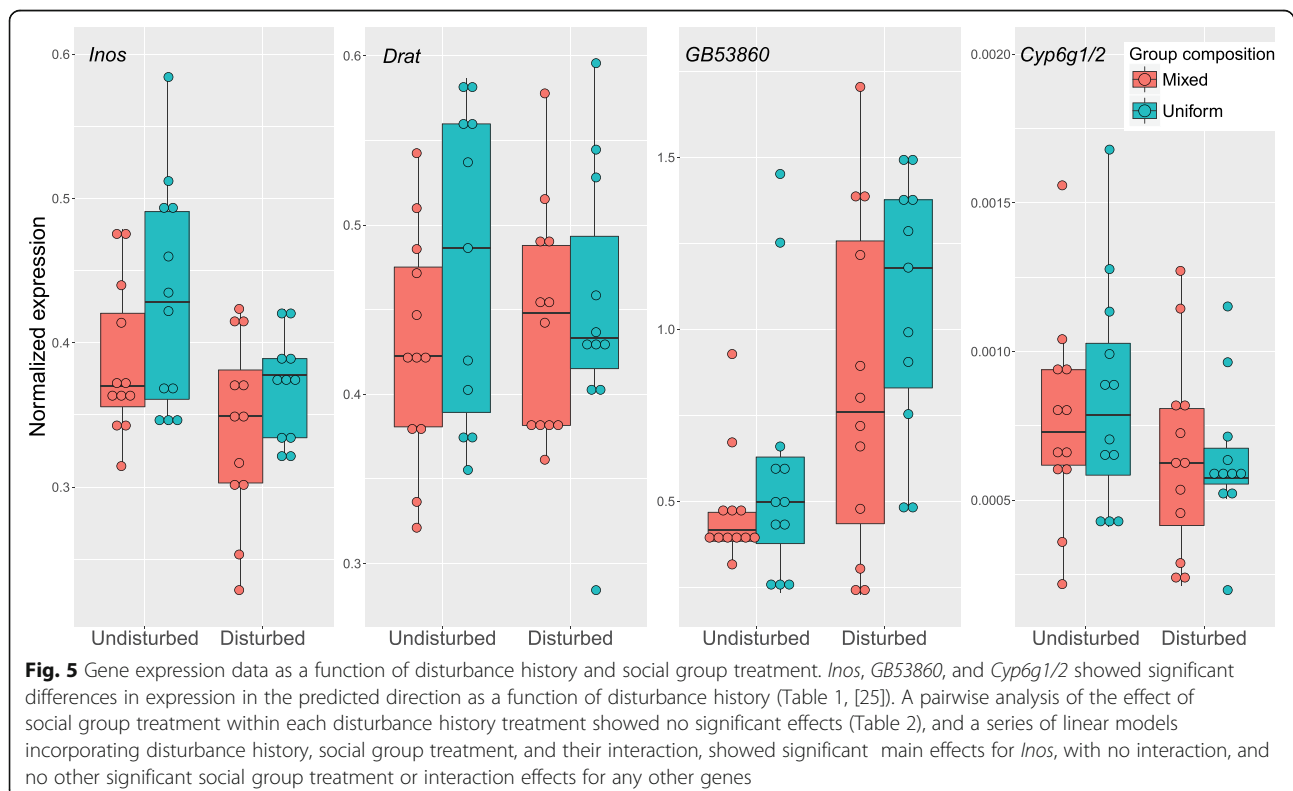 Inos
Drat
GB53860
Cyp6g1/2
Group composition
Mixed
Uniform
Normalized expression
0.6
0.5
0.4
0.3
0.6
0.5
0.4
0.3
1.5
1.0
0.5
0.0020
0.0015
0.0010
0.0005
Undisturbed Disturbed
Undisturbed Disturbed
Undisturbed Disturbed
Undisturbed Disturbed
Fig. 5 Gene expression data as a function of disturbance history and social group treatment. Inos, GB53860, and Cyp6g1/2 showed significant
differences in expression in the predicted direction as a function of disturbance history (Table 1, [25]). A pairwise analysis of the effect of
social group treatment within each disturbance history treatment showed no significant effects (Table 2), and a series of linear models
incorporating disturbance history, social group treatment, and their interaction, showed significant main effects for Inos, with no interaction, and
no other significant social group treatment or interaction effects for any other genes